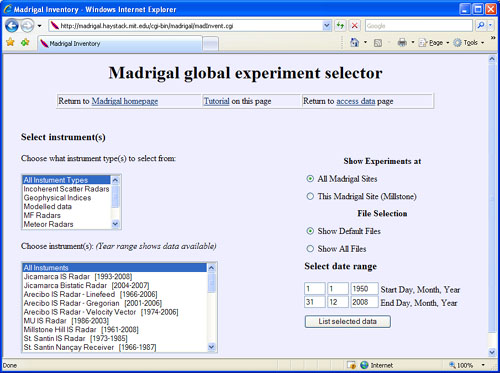 Madrigal Inventory - Windows Internet Explorer
http://madrigal.haystack.mit.edu/cgi-bin/madrigal/madInvent.cgi
Google
Madrigal Inventory
Page
Tools
Madrigal global experiment selector
Return to Madrigal homepage
Tutorial on this page
Return to access data page
Select instrument(s)
Choose what instrument type(s) to select from:
All Instument Types
Incoherent Scatter Radars
Geophysical Indices
Modelled data
MF Radars
Meteor Radars
Choose instrument(s): (Year range shows data available)
All Instuments
Jicamarca IS Radar [1993-2008]
Jicamarca Bistatic Radar [2004-2007]
Arecibo IS Radar - Linefeed [1966-2006]
Arecibo IS Radar - Gregorian [2001-2006]
Arecibo IS Radar - Velocity Vector [1974-2006]
MU IS Radar [1986-2003]
Millstone Hill IS Radar [1961-2008]
St. Santin IS Radar [1973-1985]
St. Santin Nançay Receiver [1966-1987]
Show Experiments at
All Madrigal Sites
This Madrigal Site (Millstone)
File Selection
Show Default Files
Show All Files
Select date range
1 1 1950 Start Day, Month, Year
31 12 2008 End Day, Month, Year
List selected data
Done
Internet
100%